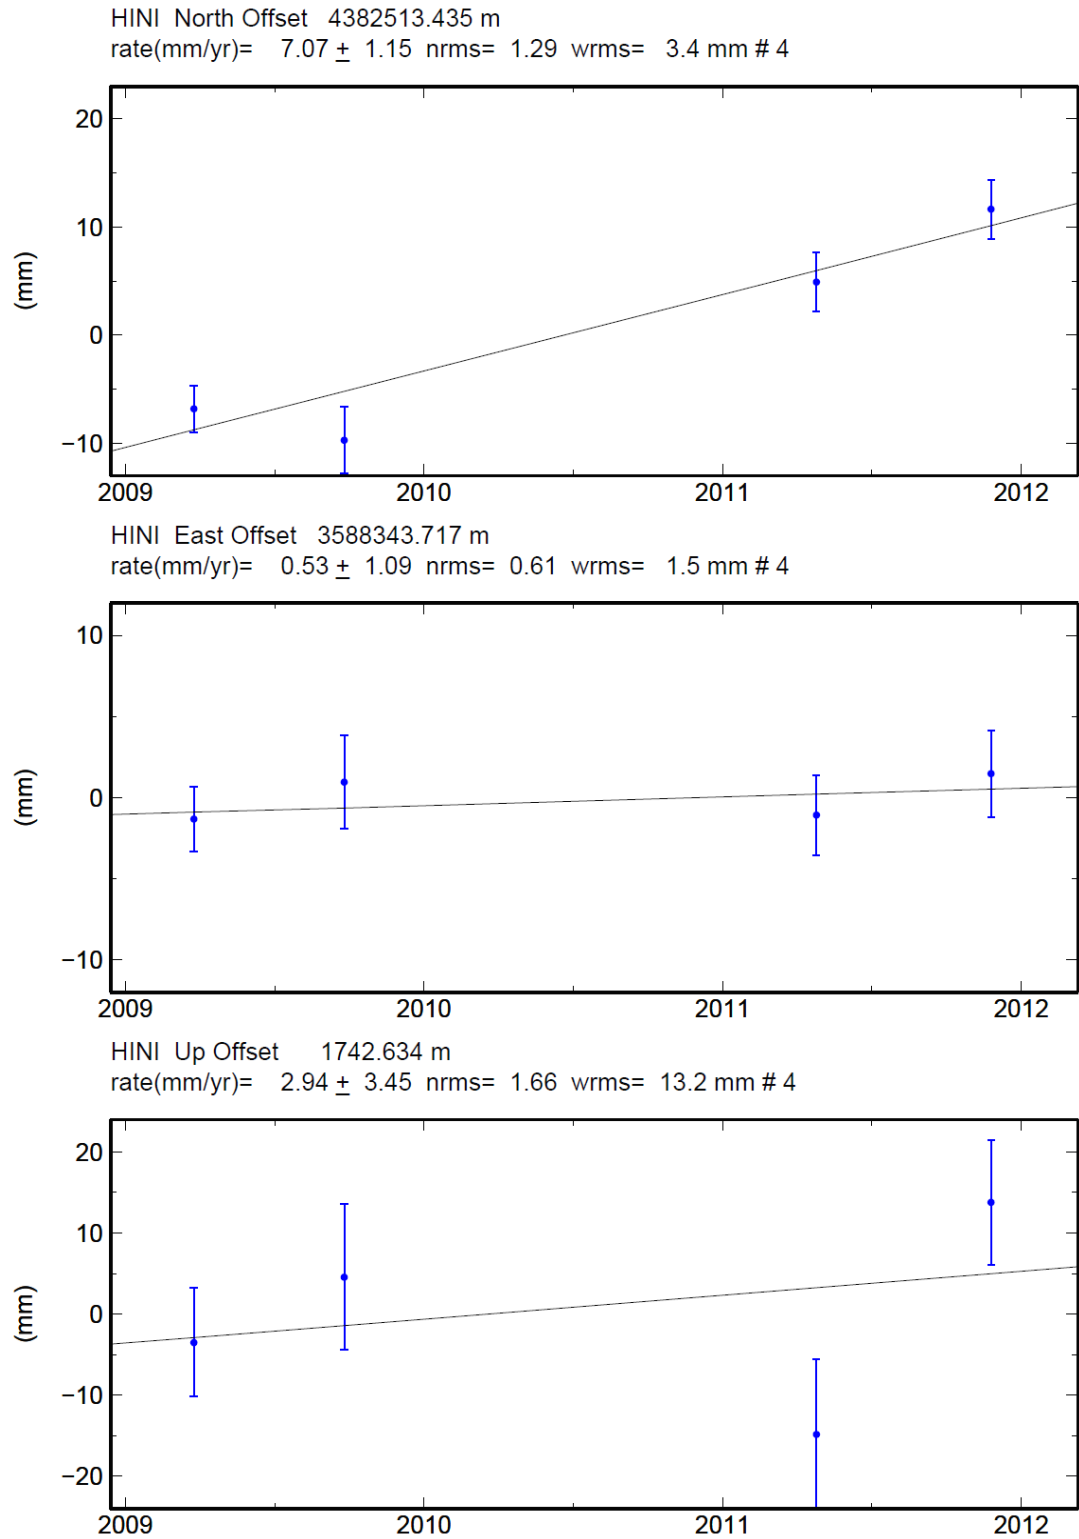 HINI North Offset 4382513.435 m
rate(mm/yr)= 7.07 ± 1.15 nrms= 1.29 wrms= 3.4 mm # 4
20
10
0
−10
(mm)
2009 2010 2011 2012
HINI East Offset 3588343.717 m
rate(mm/yr)= 0.53 ± 1.09 nrms= 0.61 wrms= 1.5 mm # 4
10
0
−10
(mm)
2009 2010 2011 2012
HINI Up Offset 1742.634 m
rate(mm/yr)= 2.94 ± 3.45 nrms= 1.66 wrms= 13.2 mm # 4
20
10
0
−10
−20
(mm)
2009 2010 2011 2012